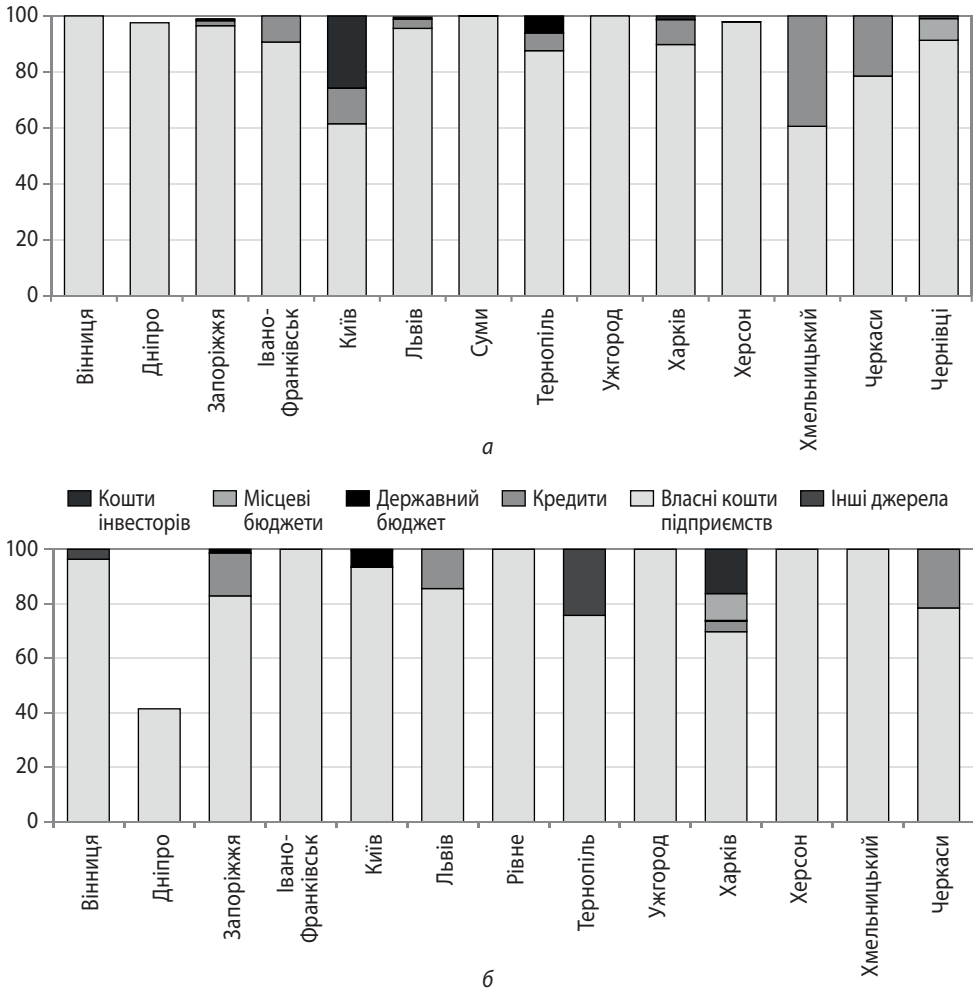 100
80
60
40
20
0
Вінниця
Дніпро
Запоріжжя
Івано-
Франківськ
Київ
Львів
Суми
Тернопіль
Ужгород
Харків
Херсон
Хмельницький
Черкаси
Чернівці
а
Кошти
інвесторів
Місцеві
бюджети
Державний
бюджет
Кредити
Власні кошти
підприємств
Інші джерела
100
80
60
40
20
0
Вінниця
Дніпро
Запоріжжя
Івано-
Франківськ
Київ
Львів
Рівне
Тернопіль
Ужгород
Харків
Херсон
Хмельницький
Черкаси
б